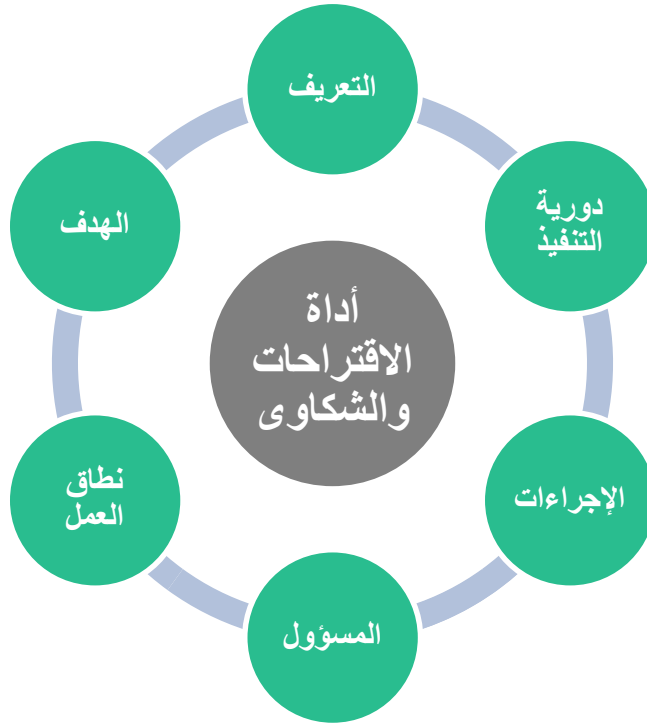 التعريف
دورية
التنفيذ
الهدف
أداة
الاقتراحات
والشكاوى
الإجراءات
نطاق
العمل
المسؤول